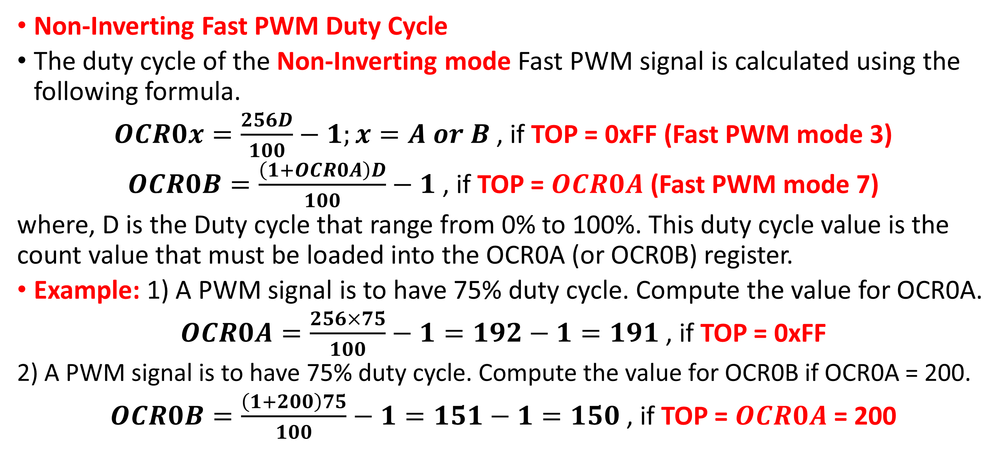 • Non-Inverting Fast PWM Duty Cycle
• The duty cycle of the Non-Inverting mode Fast PWM signal is calculated using the
following formula.
OCR0x = 256D/100 − 1; x = A or B , if TOP = 0xFF (Fast PWM mode 3)
OCR0B = (1+OCR0A)D/100 − 1 , if TOP = OCR0A (Fast PWM mode 7)
where, D is the Duty cycle that range from 0% to 100%. This duty cycle value is the
count value that must be loaded into the OCR0A (or OCR0B) register.
• Example: 1) A PWM signal is to have 75% duty cycle. Compute the value for OCR0A.
OCR0A = 256×75/100 − 1 = 192 − 1 = 191 , if TOP = 0xFF
2) A PWM signal is to have 75% duty cycle. Compute the value for OCR0B if OCR0A = 200.
OCR0B = (1+200)75/100 − 1 = 151 − 1 = 150 , if TOP = OCR0A = 200